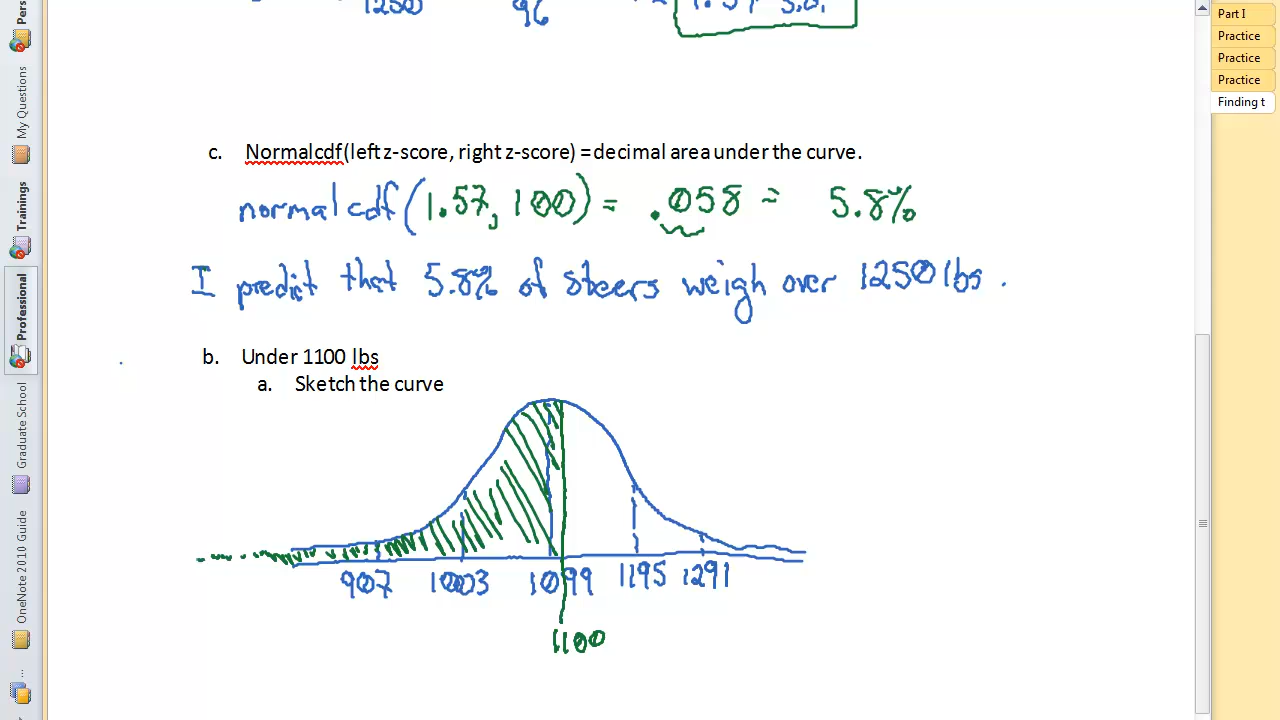 1250
96
c. Normalcdf(left z-score, right z-score) =decimal area under the curve.
normalcdf(1.57, 100) = .058 ≈ 5.8%
I predict that 5.8% of steers weigh over 1250 lbs.
b. Under 1100 lbs
a. Sketch the curve
907 1003 1099 1195 1291
1100
Part I
Practice
Practice
Practice
Finding t
Pers
My Questions
Trainings
Professional
Graduate School
OneNote 2010 Guide
...